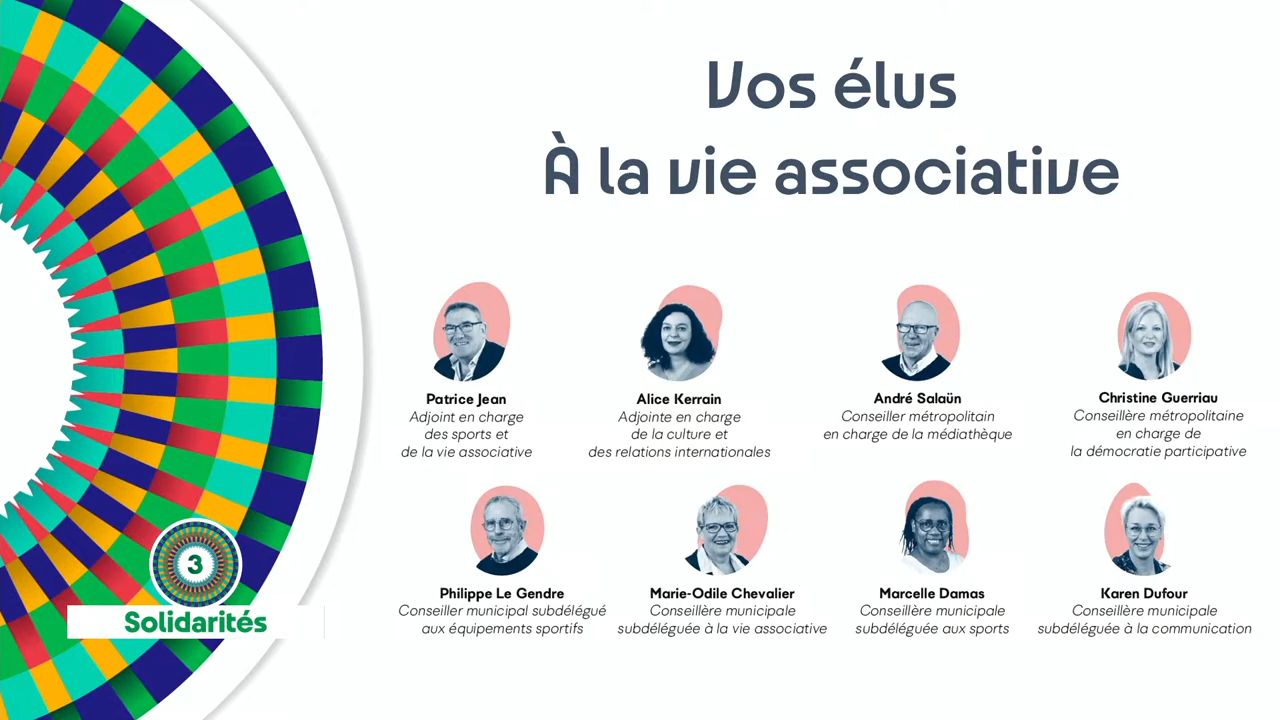 Vos élus
À la vie associative
Patrice Jean
Adjoint en charge
des sports et
de la vie associative
Alice Kerrain
Adjointe en charge
de la culture et
des relations internationales
André Salaün
Conseiller métropolitain
en charge de la médiathèque
Christine Guerriau
Conseillère métropolitaine
en charge de
la démocratie participative
Philippe Le Gendre
Conseiller municipal subdélégué
aux équipements sportifs
Marie-Odile Chevalier
Conseillère municipale
subdéléguée à la vie associative
Marcelle Damas
Conseillère municipale
subdéléguée aux sports
Karen Dufour
Conseillère municipale
subdéléguée à la communication
3
Solidarités